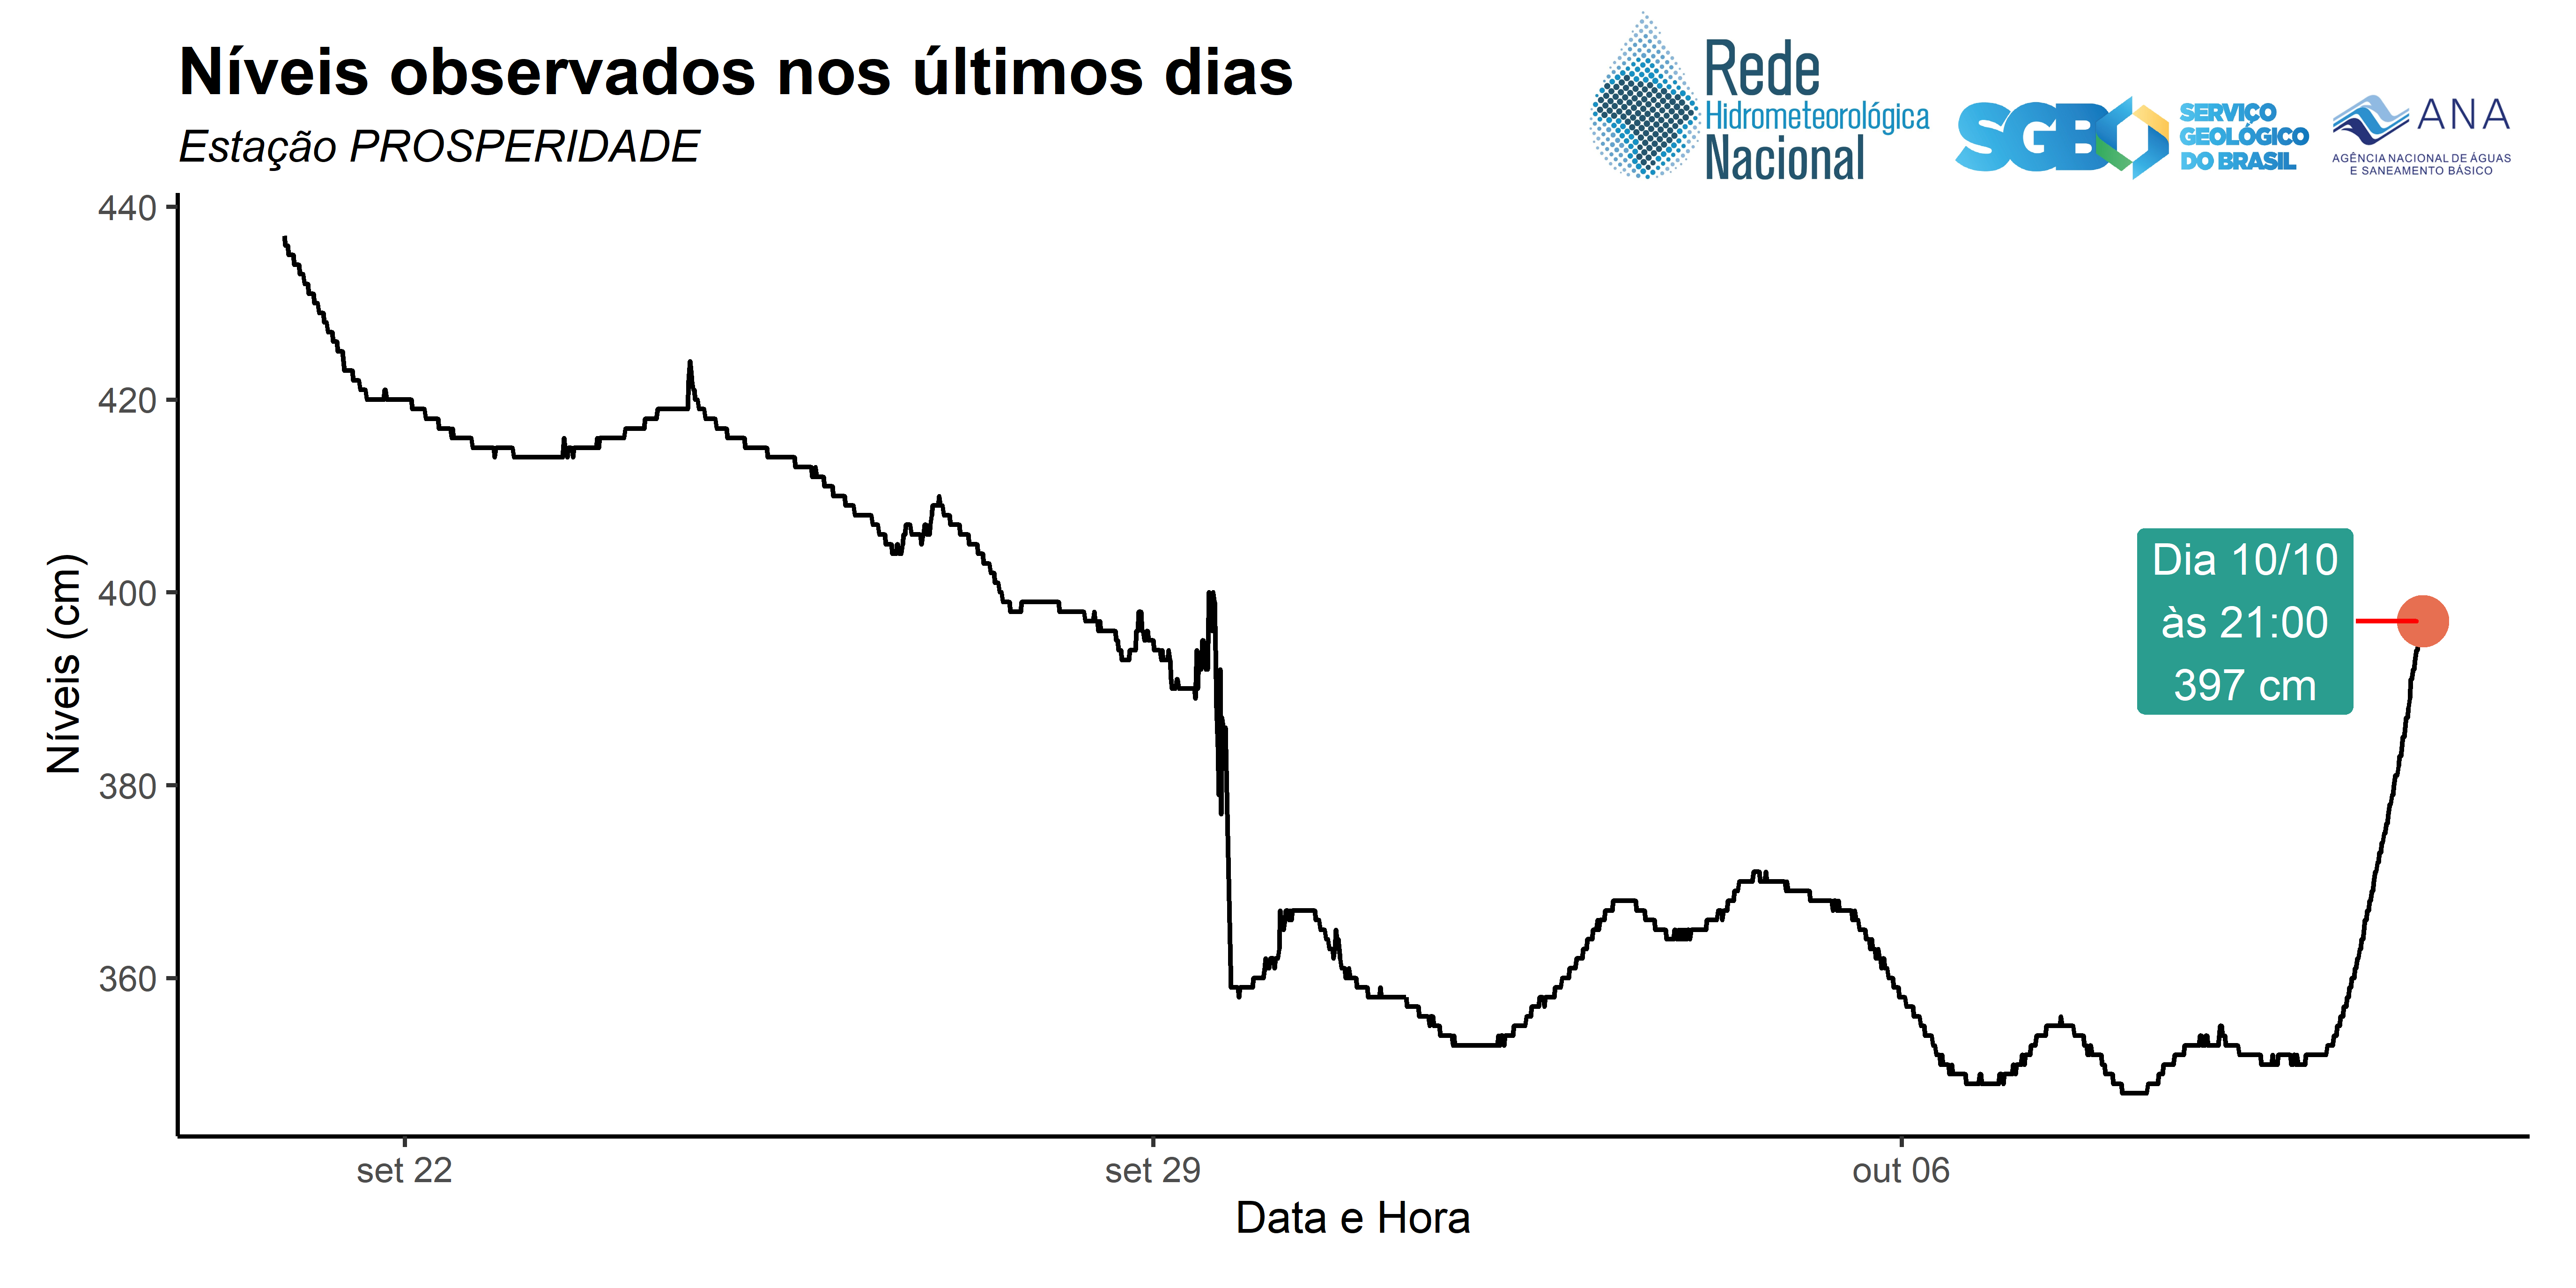 Níveis observados nos últimos dias
Estação PROSPERIDADE
Rede
Hidrometeorológica
Nacional
SGB
SERVIÇO
GEOLÓGICO
DO BRASIL
ANA
AGÊNCIA NACIONAL DE ÁGUAS
E SANEAMENTO BÁSICO
440
420
400
380
360
Níveis (cm)
Dia 10/10
às 21:00
397 cm
set 22
set 29
out 06
Data e Hora